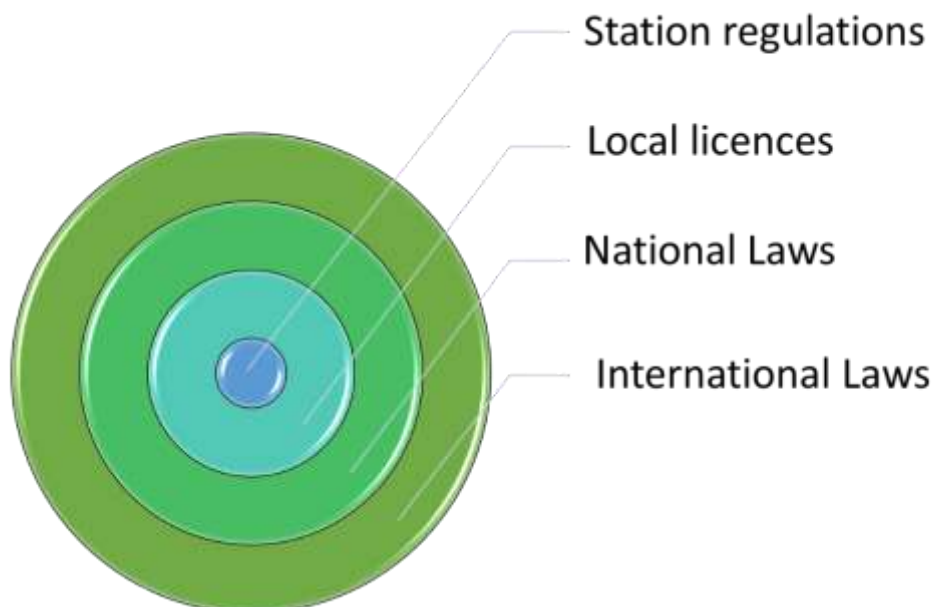 Station regulations
Local licences
National Laws
International Laws